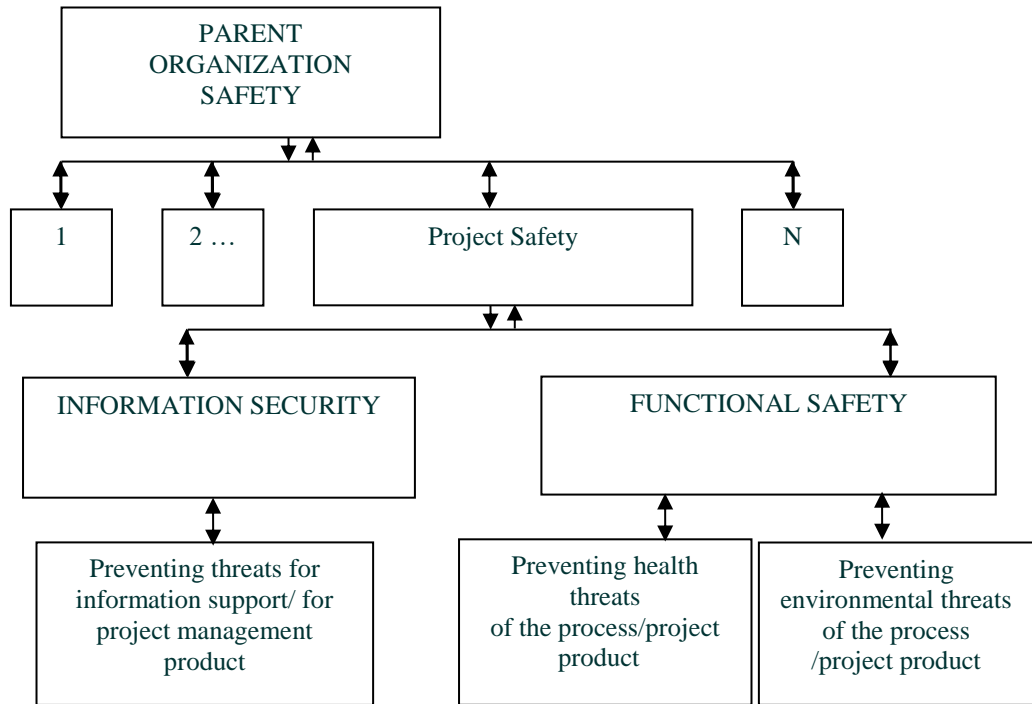 PARENT
ORGANIZATION
SAFETY
1
2 …
Project Safety
N
INFORMATION SECURITY
FUNCTIONAL SAFETY
Preventing threats for
information support/ for
project management
product
Preventing health
threats
of the process/project
product
Preventing
environmental threats
of the process
/project product